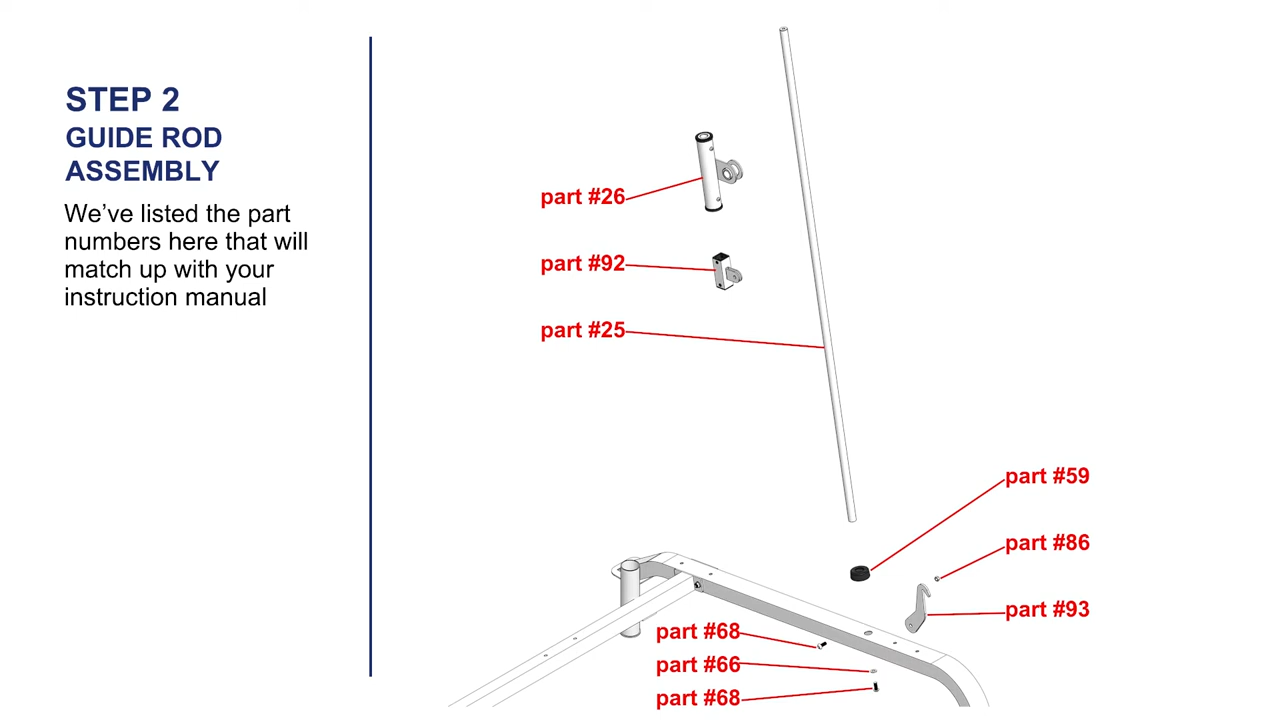 STEP 2
GUIDE ROD
ASSEMBLY
We’ve listed the part
numbers here that will
match up with your
instruction manual
part #26
part #92
part #25
part #59
part #86
part #93
part #68
part #66
part #68